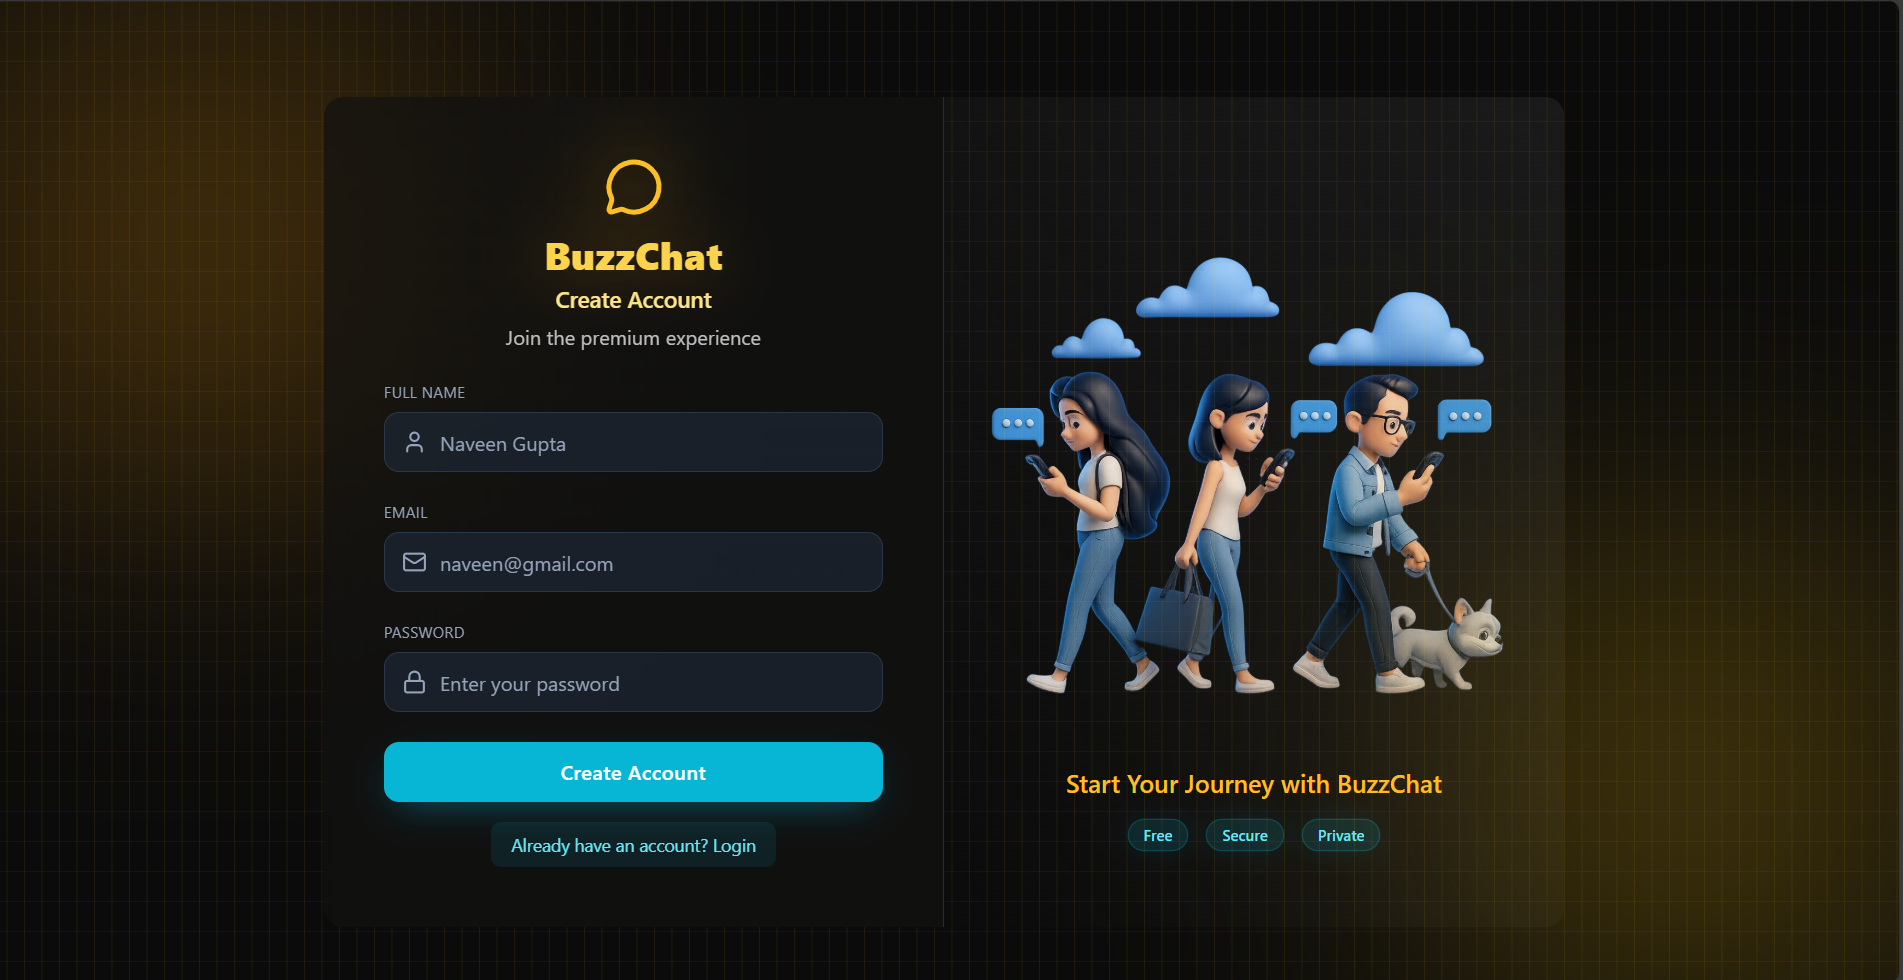 BuzzChat
Create Account
Join the premium experience
FULL NAME
Naveen Gupta
EMAIL
naveen@gmail.com
PASSWORD
Enter your password
Create Account
Already have an account? Login
Start Your Journey with BuzzChat
Free Secure Private